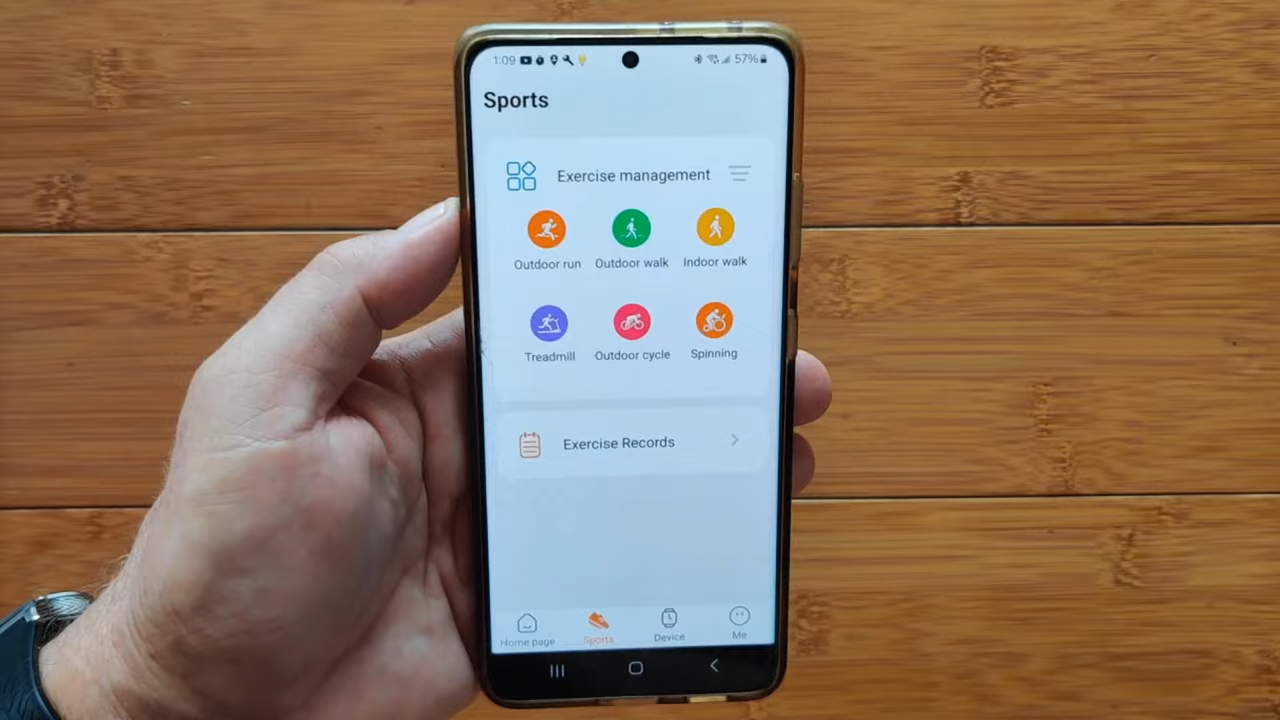 1:09 57%
Sports
Exercise management
Outdoor run Outdoor walk Indoor walk
Treadmill Outdoor cycle Spinning
Exercise Records
Home page Sports Device Me